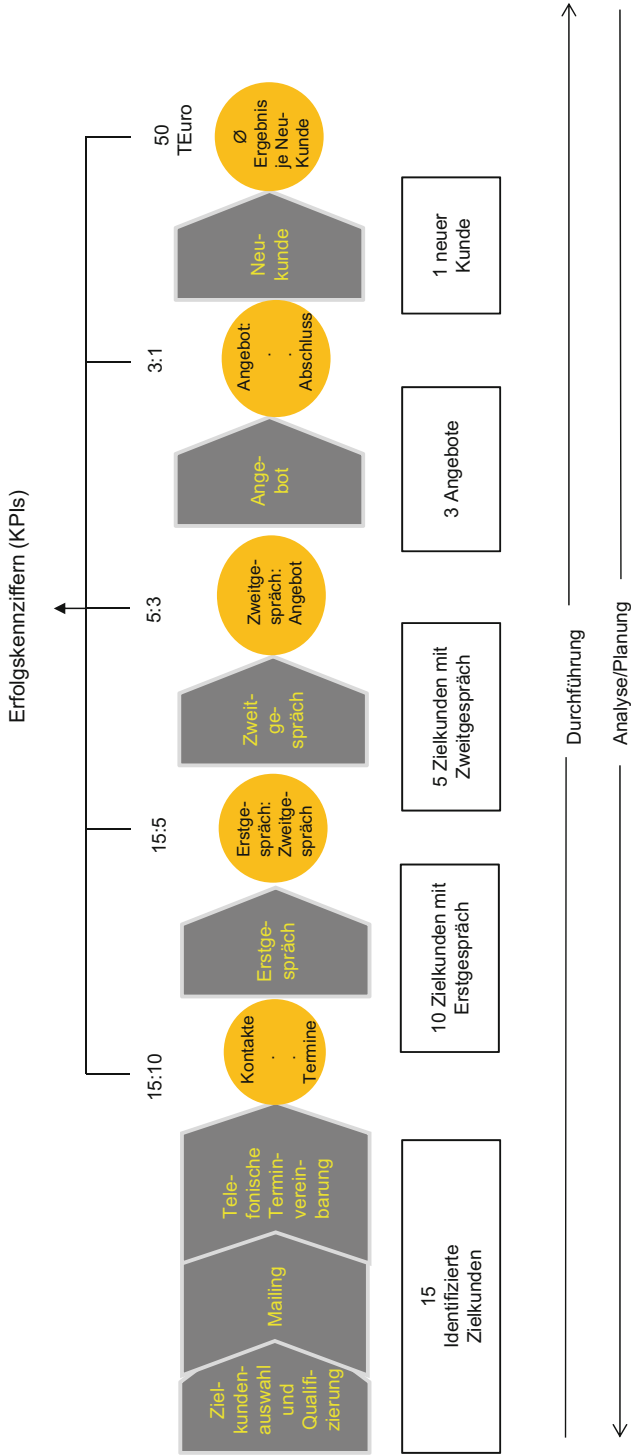 Erfolgskennziffern (KPIs)
15:10
15:5
5:3
3:1
50
TEuro
Ziel-
kunden-
auswahl
und
Qualifi-
zierung
Mailing
Tele-
fonische
Termin-
verein-
barung
Kontakte
:
Termine
Erstge-
spräch
Erstge-
spräch:
Zweitge-
spräch
Zweit-
ge-
spräch
Zweitge-
spräch:
Angebot
Ange-
bot
Angebot:
:
Abschluss
Neu-
kunde
Ø
Ergebnis
je Neu-
Kunde
15
Identifizierte
Zielkunden
10 Zielkunden mit
Erstgespräch
5 Zielkunden mit
Zweitgespräch
3 Angebote
1 neuer
Kunde
Durchführung
Analyse/Planung